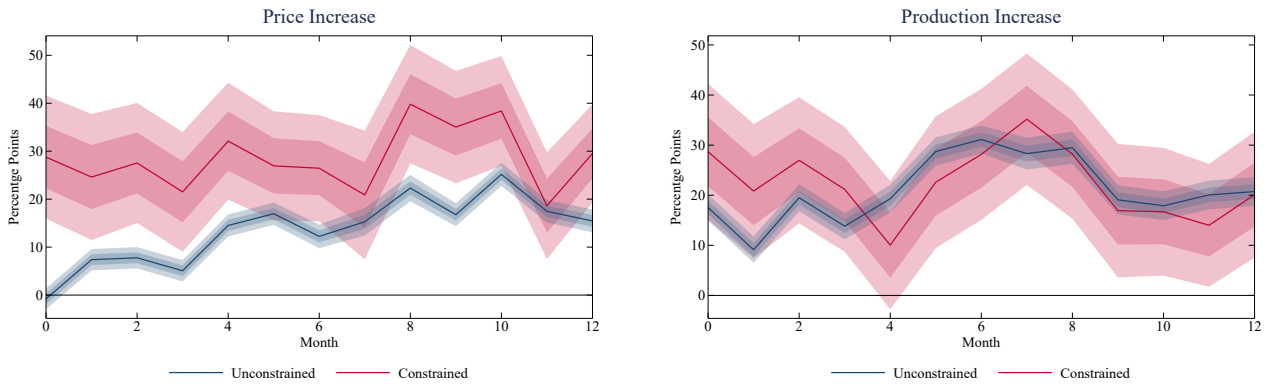 Price Increase
Percentge Points
50
40
30
20
10
0
0 2 4 6 8 10 12
Month
Unconstrained Constrained
Production Increase
Percentge Points
50
40
30
20
10
0
0 2 4 6 8 10 12
Month
Unconstrained Constrained